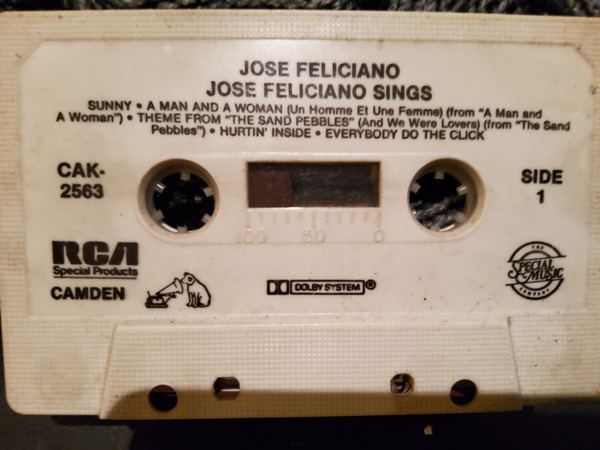 JOSE FELICIANO
JOSE FELICIANO SINGS
SUNNY • A MAN AND A WOMAN (Un Homme Et Une Femme) (from "A Man and
A Woman") • THEME FROM "THE SAND PEBBLES" (And We Were Lovers) (from "The Sand
Pebbles") • HURTIN' INSIDE • EVERYBODY DO THE CLICK
CAK-
2563
SIDE
1
100 50 0
RCA
Special Products
CAMDEN
DOLBY SYSTEM®
THE
SPECIAL
MUSIC
COMPANY